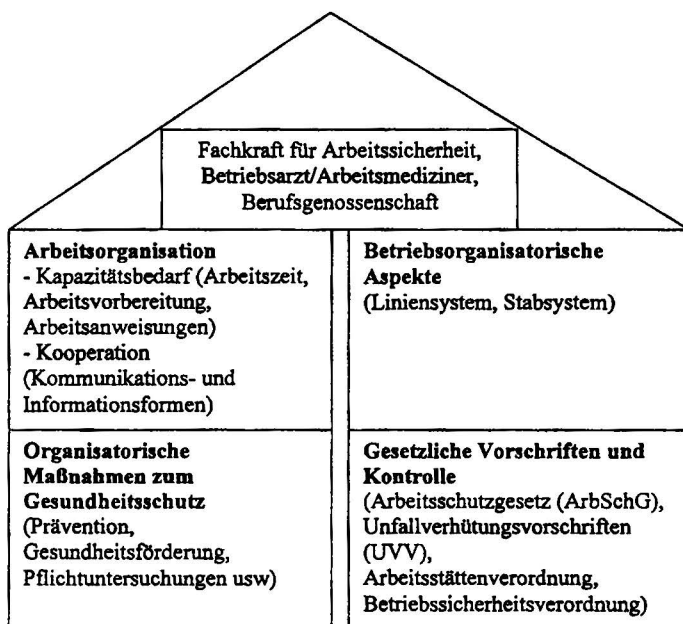 Fachkraft für Arbeitssicherheit,
Betriebsarzt/Arbeitsmediziner,
Berufsgenossenschaft
Arbeitsorganisation
- Kapazitätsbedarf (Arbeitszeit,
Arbeitsvorbereitung,
Arbeitsanweisungen)
- Kooperation
(Kommunikations- und
Informationsformen)
Betriebsorganisatorische
Aspekte
(Liniensystem, Stabsystem)
Organisatorische
Maßnahmen zum
Gesundheitsschutz
(Prävention,
Gesundheitsförderung,
Pflichtuntersuchungen usw)
Gesetzliche Vorschriften und
Kontrolle
(Arbeitsschutzgesetz (ArbSchG),
Unfallverhütungsvorschriften
(UVV),
Arbeitsstättenverordnung,
Betriebssicherheitsverordnung)